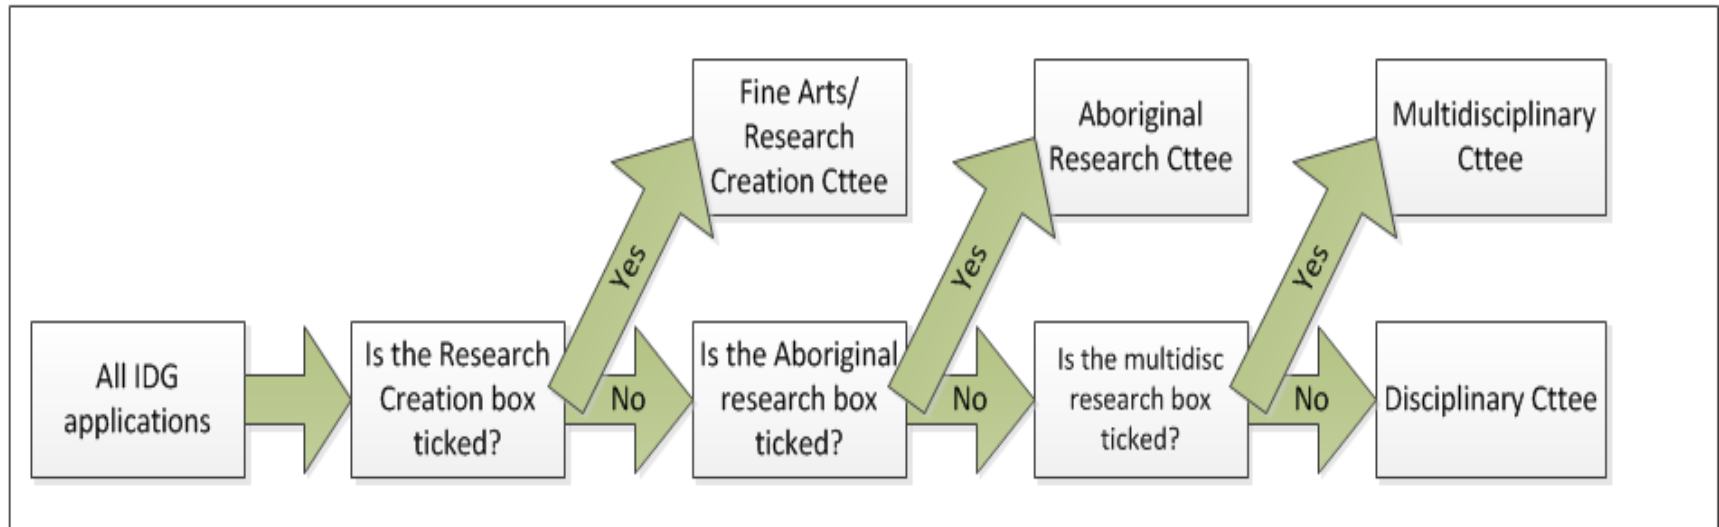 Fine Arts/
Research
Creation Cttee
Aboriginal
Research Cttee
Multidisciplinary
Cttee
Yes
Yes
Yes
All IDG
applications
Is the Research
Creation box
ticked?
No
Is the Aboriginal
research box
ticked?
No
Is the multidisc
research box
ticked?
No
Disciplinary Cttee